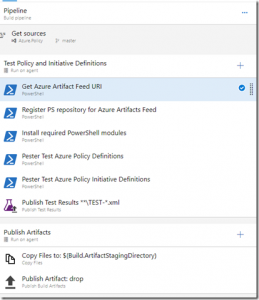 Pipeline
Build pipeline
Get sources
Azure.Policy master
Test Policy and Initiative Definitions
Run on agent
Get Azure Artifact Feed URI
PowerShell
Register PS repository for Azure Artifacts Feed
PowerShell
Install required PowerShell modules
PowerShell
Pester Test Azure Policy Definitions
PowerShell
Pester Test Azure Policy Initiative Definitions
PowerShell
Publish Test Results **\TEST-*.xml
Publish Test Results
Publish Artifacts
Run on agent
Copy Files to: $(Build.ArtifactStagingDirectory)
Copy Files
Publish Artifact: drop
Publish Build Artifacts